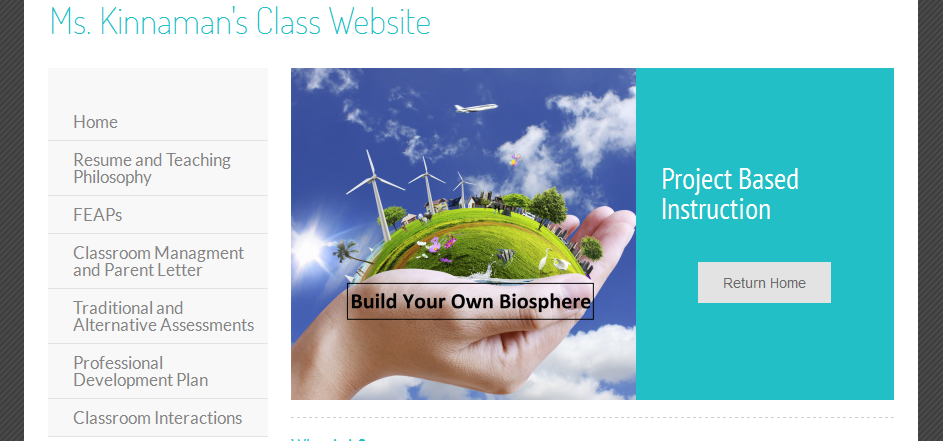 Ms. Kinnaman's Class Website
Home
Resume and Teaching
Philosophy
FEAPs
Classroom Managment
and Parent Letter
Traditional and
Alternative Assessments
Professional
Development Plan
Classroom Interactions
Build Your Own Biosphere
Project Based
Instruction
Return Home